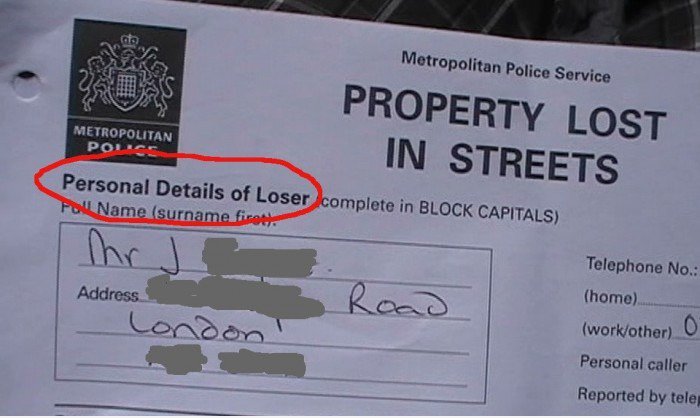 METROPOLITAN
POLICE
Metropolitan Police Service
PROPERTY LOST
IN STREETS
Personal Details of Loser (complete in BLOCK CAPITALS)
Full Name (surname first):
Mr J
Address Road
London
Telephone No.:
(home)
(work/other) 0
Personal caller
Reported by tele